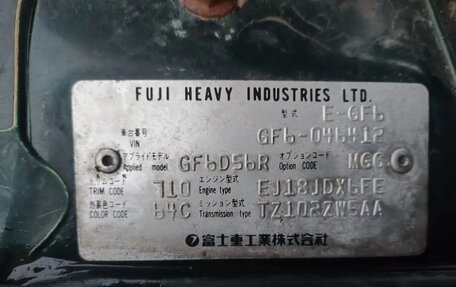 FUJI HEAVY INDUSTRIES LTD.
型式 E-GF6
車台番号 VIN GF6-046412
アプライドモデル Applied model GF6D56R オプションコード Option CODE MGC
トリムコード TRIM CODE 710 エンジン型式 Engine type EJ18JDX6FE
外装色コード COLOR CODE 64C ミッション型式 Transmission type TZ102ZW5AA
富士重工業株式会社